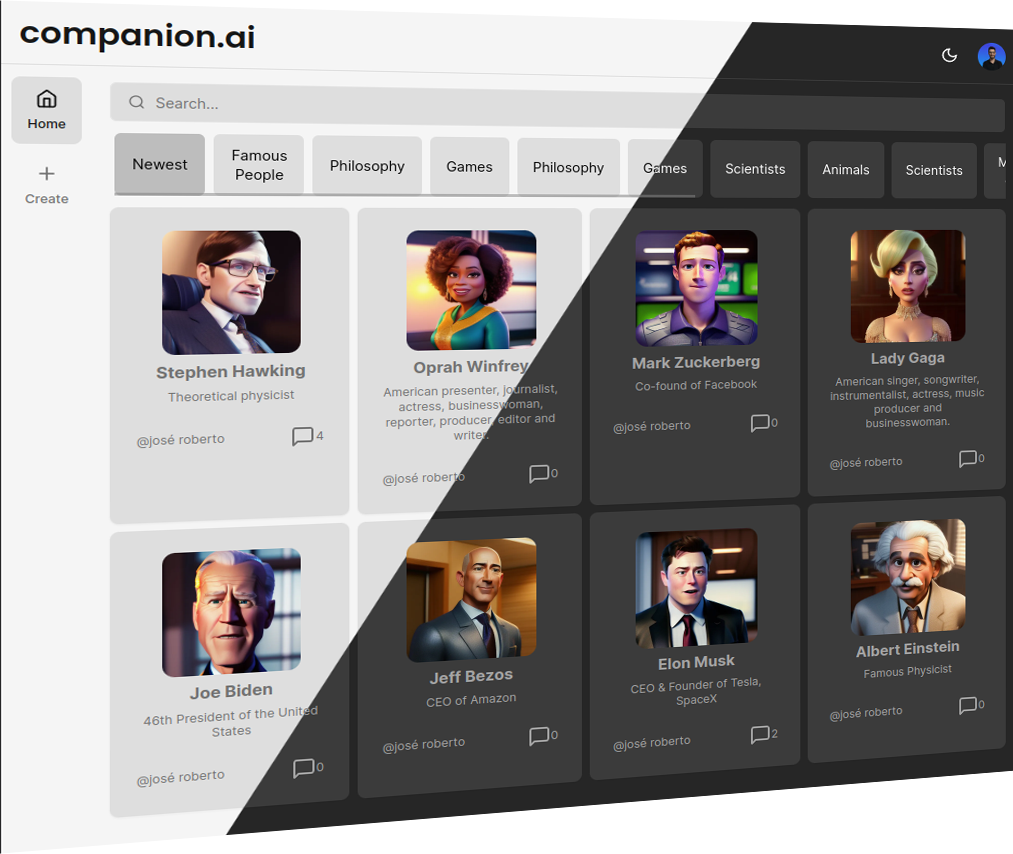 companion.ai
Home
Create
Search...
Newest
Famous
People
Philosophy
Games
Philosophy
Games
Scientists
Animals
Scientists
M
Stephen Hawking
Theoretical physicist
@josé roberto
4
Oprah Winfrey
American presenter, journalist,
actress, businesswoman,
reporter, producer, editor and
writer.
@josé roberto
0
Mark Zuckerberg
Co-found of Facebook
@josé roberto
0
Lady Gaga
American singer, songwriter,
instrumentalist, actress, music
producer and
businesswoman.
@josé roberto
0
Joe Biden
46th President of the United
States
@josé roberto
0
Jeff Bezos
CEO of Amazon
@josé roberto
0
Elon Musk
CEO & Founder of Tesla,
SpaceX
@josé roberto
2
Albert Einstein
Famous Physicist
@josé roberto
0